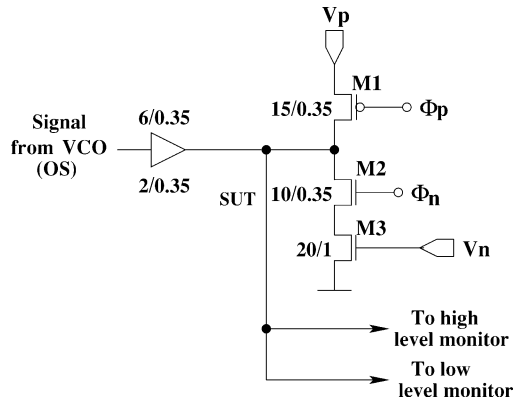 Vp
M1
6/0.35
15/0.35
Φp
Signal
from VCO
(OS)
M2
2/0.35
SUT
10/0.35
Φn
M3
20/1
Vn
To high
level monitor
To low
level monitor